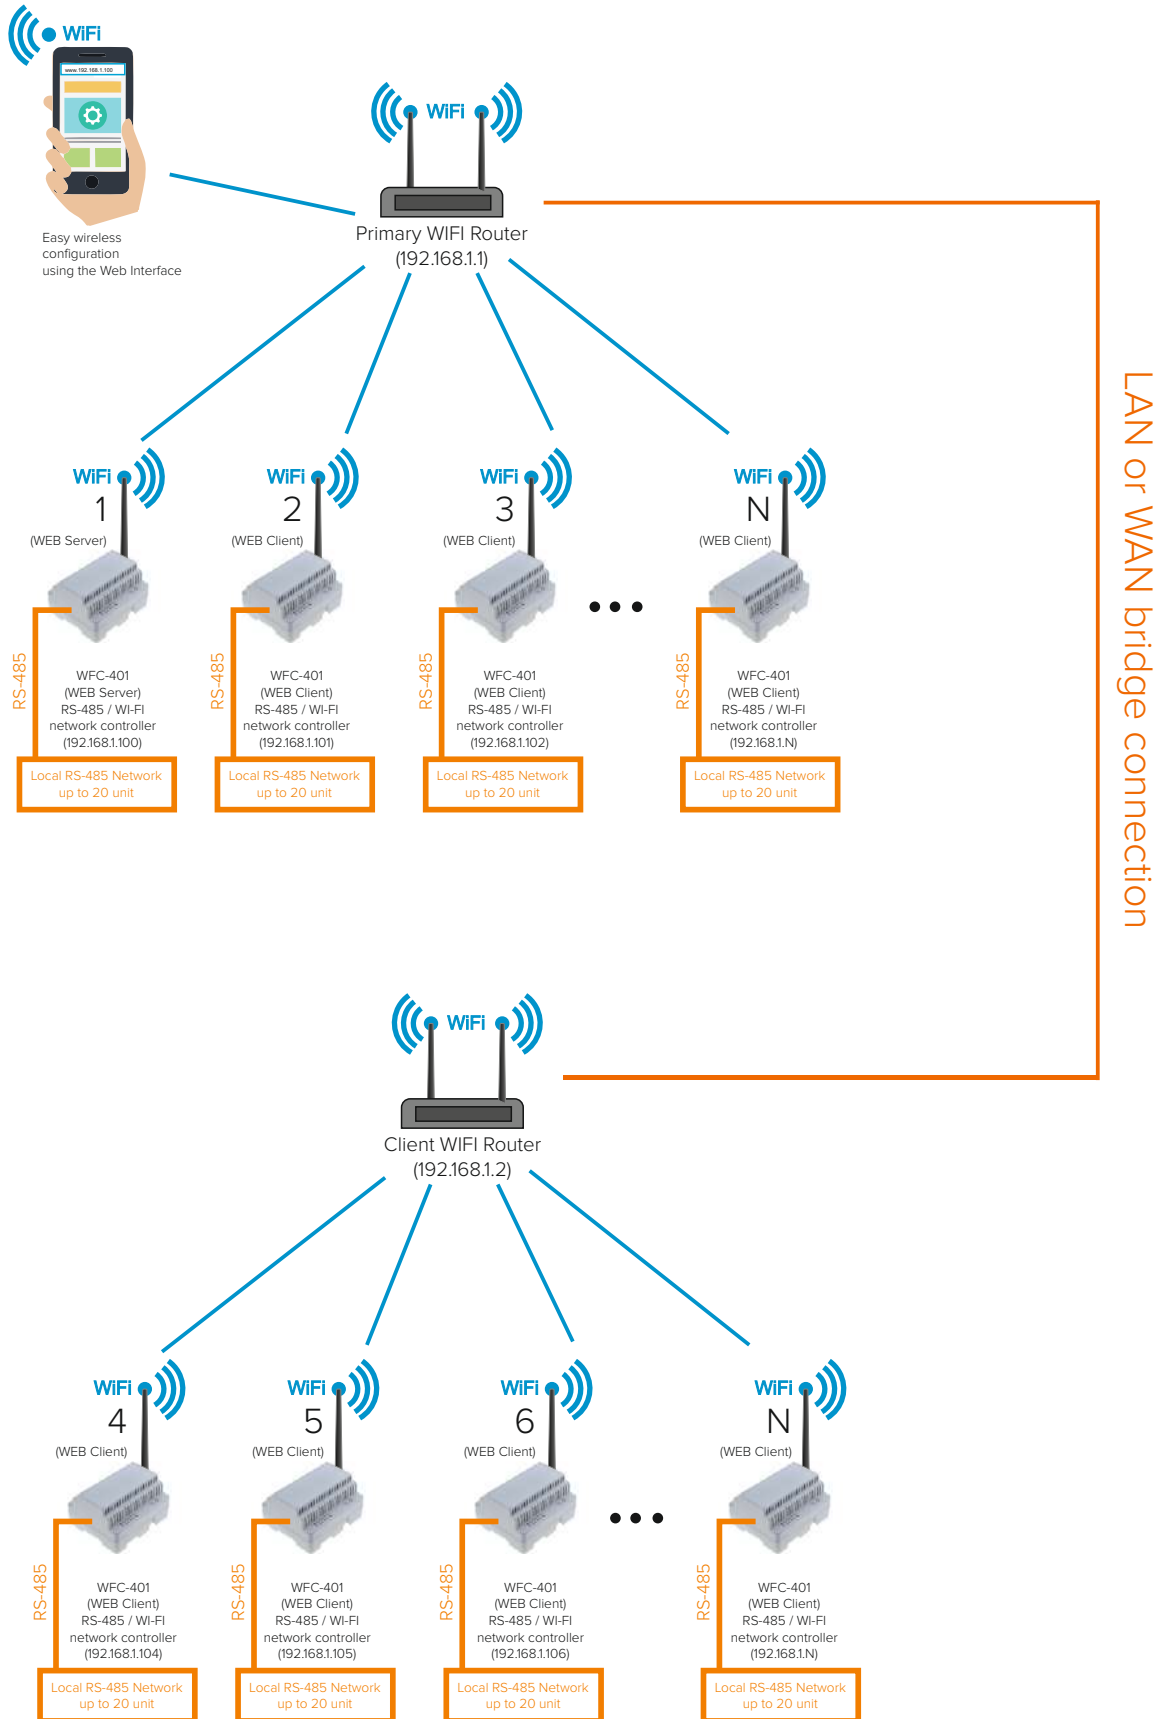 WiFi
www.192.168.1.100
Easy wireless
configuration
using the Web Interface
WiFi
Primary WIFI Router
(192.168.1.1)
LAN or WAN bridge connection
WiFi
1
(WEB Server)
RS-485
WFC-401
(WEB Server)
RS-485 / WI-FI
network controller
(192.168.1.100)
Local RS-485 Network
up to 20 unit
WiFi
2
(WEB Client)
RS-485
WFC-401
(WEB Client)
RS-485 / WI-FI
network controller
(192.168.1.101)
Local RS-485 Network
up to 20 unit
WiFi
3
(WEB Client)
RS-485
WFC-401
(WEB Client)
RS-485 / WI-FI
network controller
(192.168.1.102)
Local RS-485 Network
up to 20 unit
WiFi
N
(WEB Client)
RS-485
WFC-401
(WEB Client)
RS-485 / WI-FI
network controller
(192.168.1.N)
Local RS-485 Network
up to 20 unit
WiFi
Client WIFI Router
(192.168.1.2)
WiFi
4
(WEB Client)
RS-485
WFC-401
(WEB Client)
RS-485 / WI-FI
network controller
(192.168.1.104)
Local RS-485 Network
up to 20 unit
WiFi
5
(WEB Client)
RS-485
WFC-401
(WEB Client)
RS-485 / WI-FI
network controller
(192.168.1.105)
Local RS-485 Network
up to 20 unit
WiFi
6
(WEB Client)
RS-485
WFC-401
(WEB Client)
RS-485 / WI-FI
network controller
(192.168.1.106)
Local RS-485 Network
up to 20 unit
WiFi
N
(WEB Client)
RS-485
WFC-401
(WEB Client)
RS-485 / WI-FI
network controller
(192.168.1.N)
Local RS-485 Network
up to 20 unit